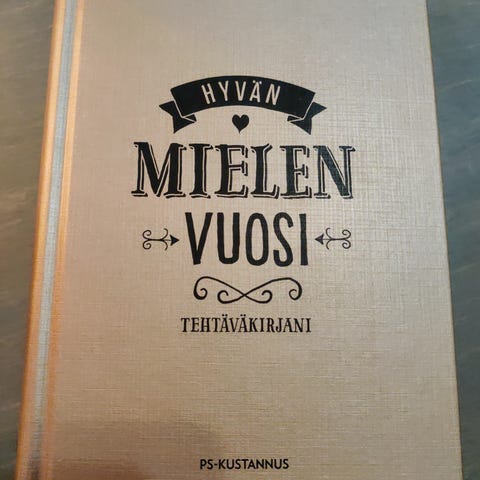 HYVÄN
MIELEN
VUOSI
TEHTÄVÄKIRJANI
PS-KUSTANNUS